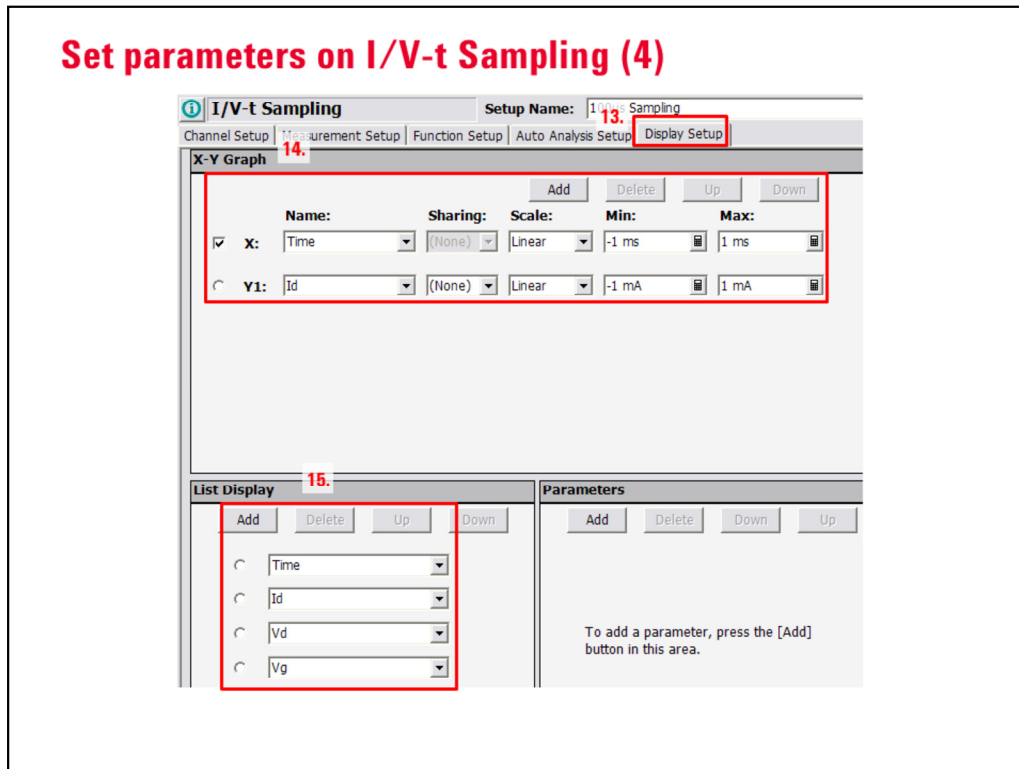 Set parameters on I/V-t Sampling (4)
I/V-t Sampling Setup Name: Sampling
13.
Channel Setup Measurement Setup Function Setup Auto Analysis Setup Display Setup
14.
X-Y Graph
Add Delete Up Down
Name: Sharing: Scale: Min: Max:
X: Time (None) Linear -1 ms 1 ms
Y1: Id (None) Linear -1 mA 1 mA
15.
List Display Parameters
Add Delete Up Down Add Delete Down Up
Time
Id
Vd
Vg
To add a parameter, press the [Add]
button in this area.